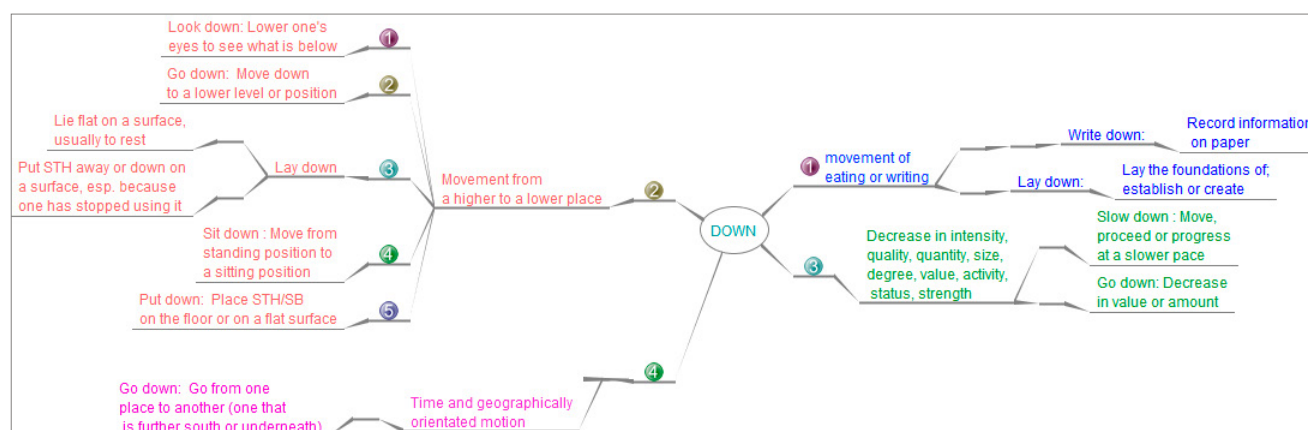 Look down: Lower one's
eyes to see what is below
1
Go down: Move down
to a lower level or position
2
Lie flat on a surface,
usually to rest
Put STH away or down on
a surface, esp. because
one has stopped using it
Lay down
3
Sit down : Move from
standing position to
a sitting position
4
Put down: Place STH/SB
on the floor or on a flat surface
5
Movement from
a higher to a lower place
2
DOWN
1
movement of
eating or writing
Write down:
Record information
on paper
Lay down:
Lay the foundations of;
establish or create
3
Decrease in intensity,
quality, quantity, size,
degree, value, activity,
status, strength
Slow down : Move,
proceed or progress
at a slower pace
Go down: Decrease
in value or amount
4
Time and geographically
orientated motion
Go down: Go from one
place to another (one that
is further south or underneath)